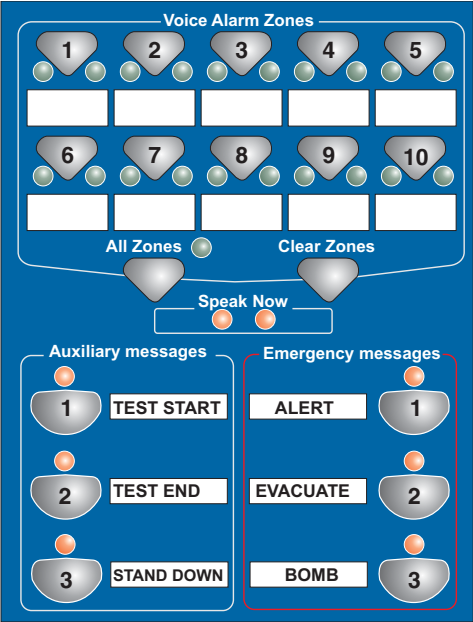 Voice Alarm Zones
1 2 3 4 5
6 7 8 9 10
All Zones Clear Zones
Speak Now
Auxiliary messages
1 TEST START
2 TEST END
3 STAND DOWN
Emergency messages
ALERT 1
EVACUATE 2
BOMB 3